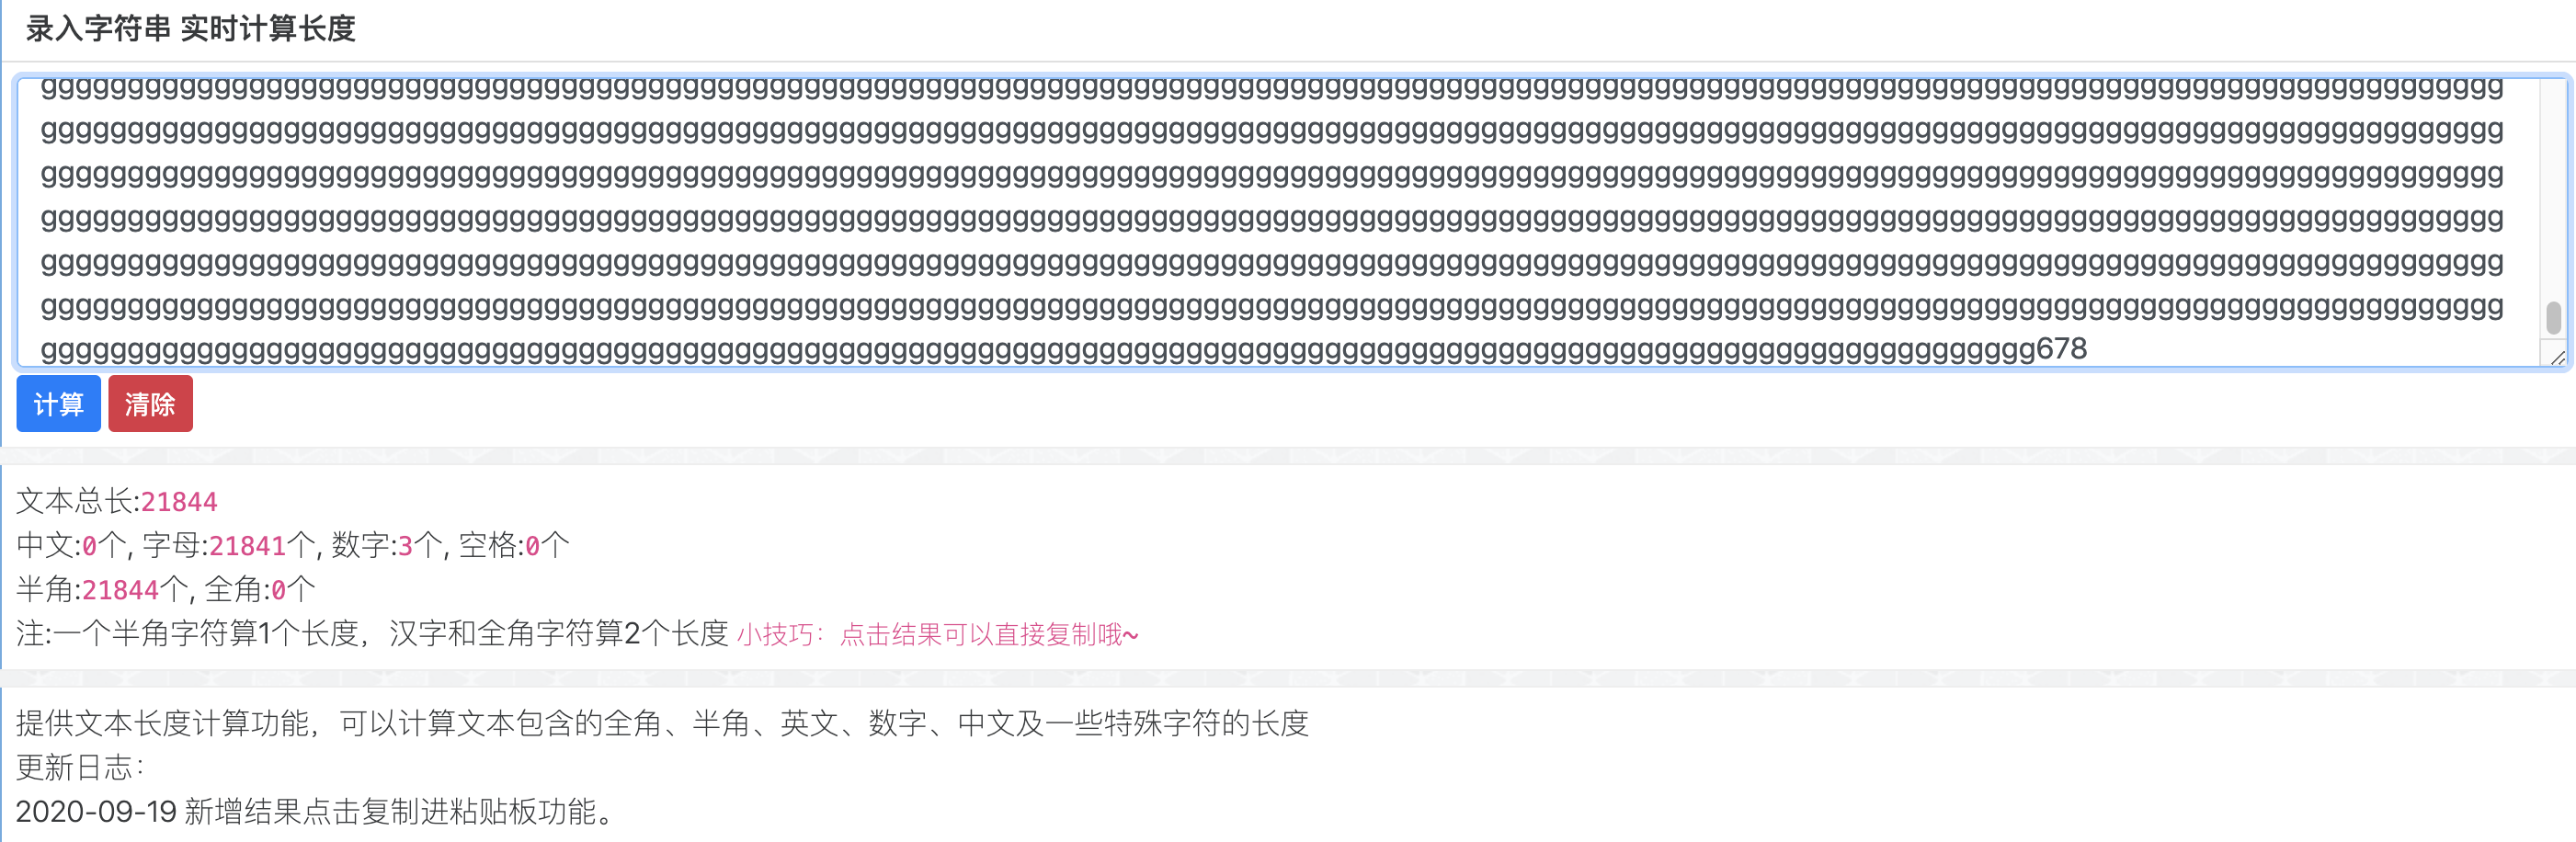 录入字符串 实时计算长度
ggggggggggggggggggggggggggggggggggggggggggggggggggggggggggggggggggggggggggggggggggggggggggggggggggggggggggggggggggggggggggggggggggggggggggggggg
ggggggggggggggggggggggggggggggggggggggggggggggggggggggggggggggggggggggggggggggggggggggggggggggggggggggggggggggggggggggggggggggggggggggggggggggg
ggggggggggggggggggggggggggggggggggggggggggggggggggggggggggggggggggggggggggggggggggggggggggggggggggggggggggggggggggggggggggggggggggggggggggggggg
ggggggggggggggggggggggggggggggggggggggggggggggggggggggggggggggggggggggggggggggggggggggggggggggggggggggggggggggggggggggggggggggggggggggggggggggg
ggggggggggggggggggggggggggggggggggggggggggggggggggggggggggggggggggggggggggggggggggggggggggggggggggggggggggggggggggggggggggggggggggggggggggggggg
ggggggggggggggggggggggggggggggggggggggggggggggggggggggggggggggggggggggggggggggggggggggggggggggggggggggggggggggggggggggggggggggggggggggggggggggg
ggggggggggggggggggggggggggggggggggggggggggggggggggggggggggggggggggggggggggggggggggggggggggggggggggggggggggggggggggg678
计算 清除
文本总长:21844
中文:0个, 字母:21841个, 数字:3个, 空格:0个
半角:21844个, 全角:0个
注:一个半角字符算1个长度，汉字和全角字符算2个长度 小技巧：点击结果可以直接复制哦~
提供文本长度计算功能，可以计算文本包含的全角、半角、英文、数字、中文及一些特殊字符的长度
更新日志：
2020-09-19 新增结果点击复制进粘贴板功能。